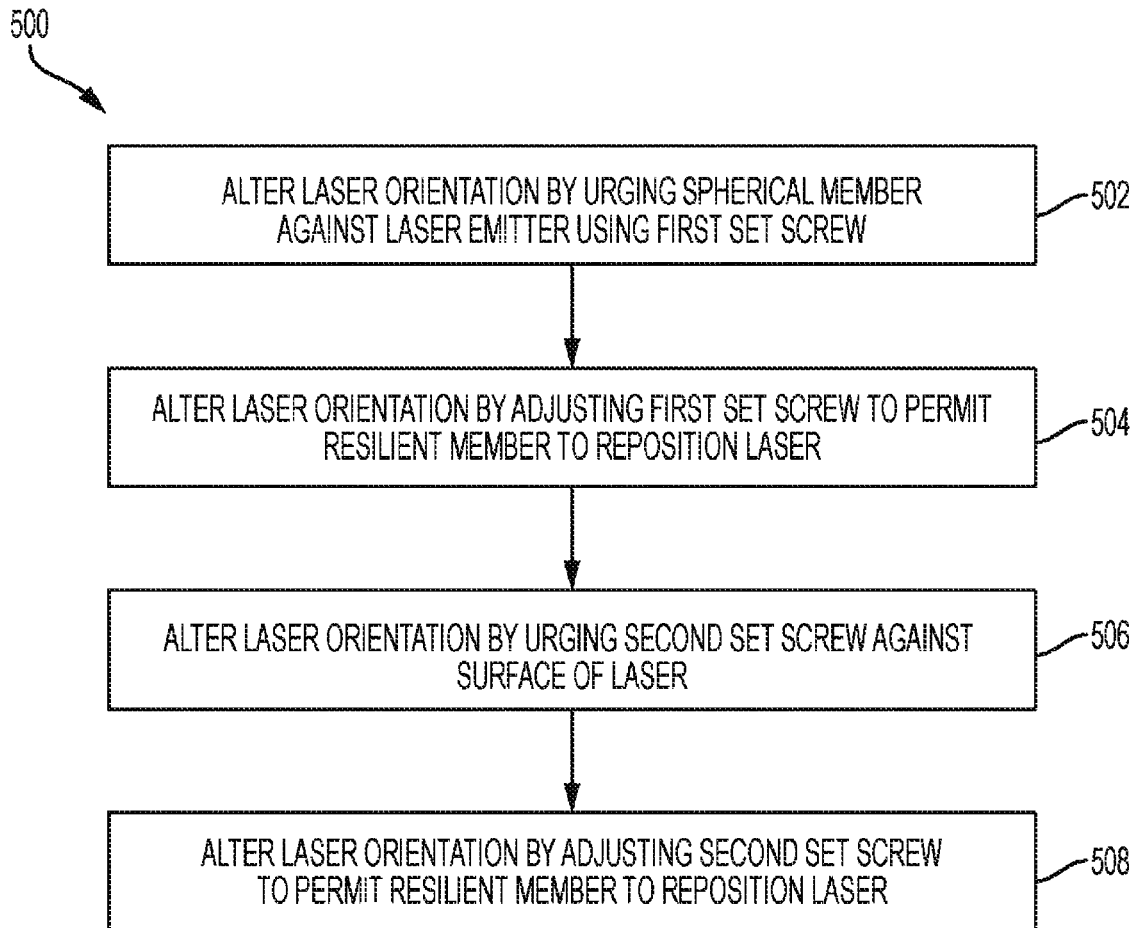 500
ALTER LASER ORIENTATION BY URGING SPHERICAL MEMBER
AGAINST LASER EMITTER USING FIRST SET SCREW
502
ALTER LASER ORIENTATION BY ADJUSTING FIRST SET SCREW TO PERMIT
RESILIENT MEMBER TO REPOSITION LASER
504
ALTER LASER ORIENTATION BY URGING SECOND SET SCREW AGAINST
SURFACE OF LASER
506
ALTER LASER ORIENTATION BY ADJUSTING SECOND SET SCREW
TO PERMIT RESILIENT MEMBER TO REPOSITION LASER
508